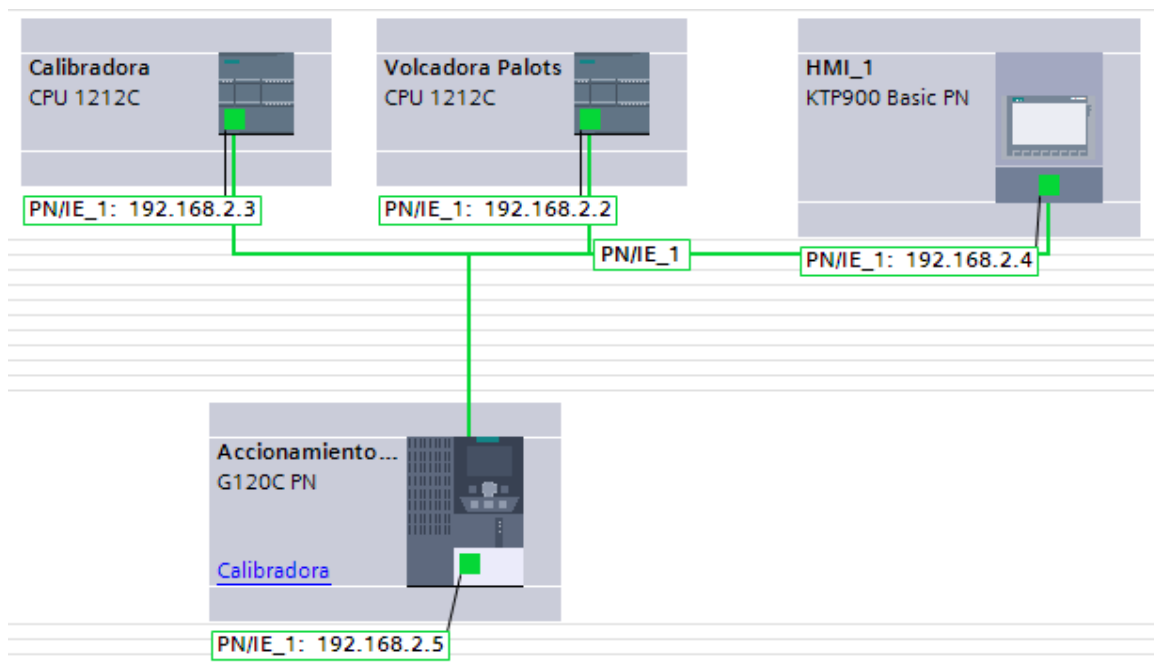 Calibradora
CPU 1212C
PN/IE_1: 192.168.2.3
Volcadora Palots
CPU 1212C
PN/IE_1: 192.168.2.2
HMI_1
KTP900 Basic PN
PN/IE_1
PN/IE_1: 192.168.2.4
Accionamiento...
G120C PN
Calibradora
PN/IE_1: 192.168.2.5